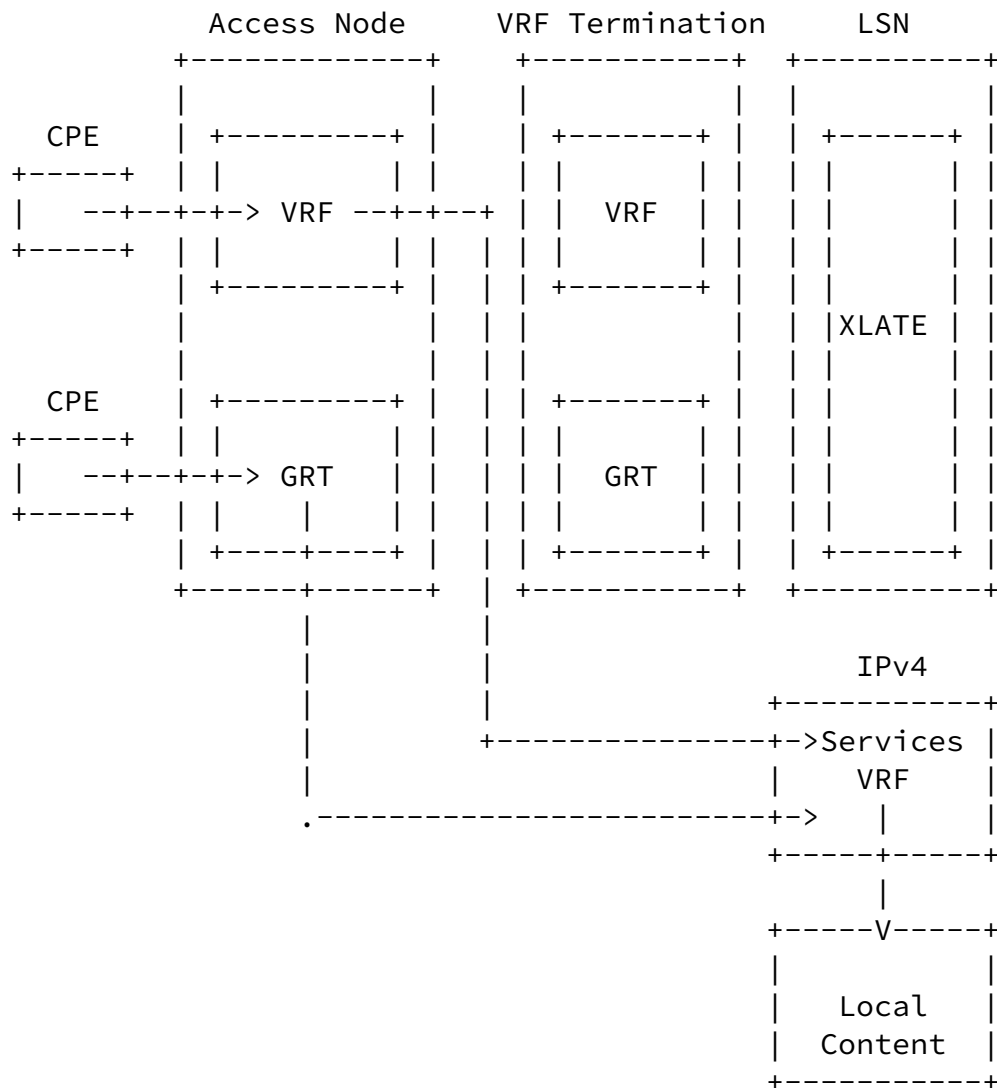 Access Node VRF Termination LSN
CPE
VRF VRF
XLATE
CPE
GRT GRT
IPv4
Services
VRF
Local
Content